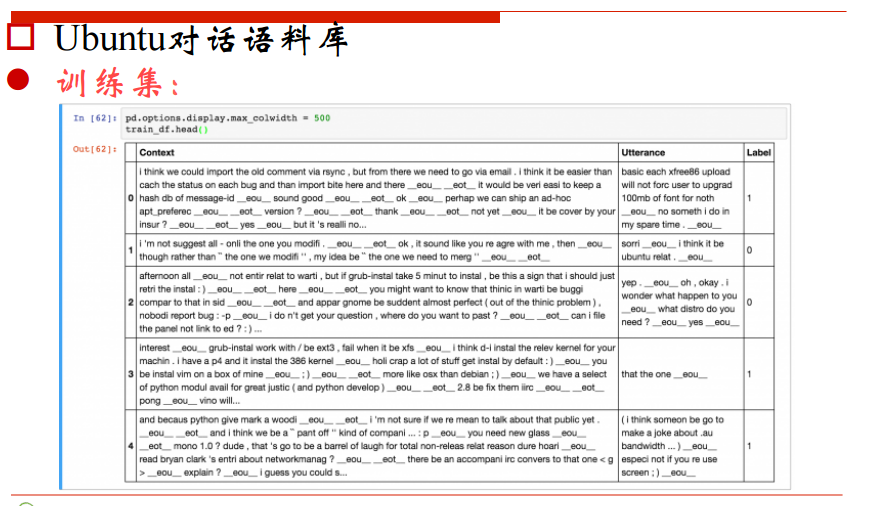 Ubuntu对话语料库
训练集：
In [62]: pd.options.display.max_colwidth = 500
train_df.head()
Out[62]:
Context Utterance Label
0 i think we could import the old comment via rsync , but from there we need to go via email . i think it be easier than
cach the status on each bug and than import bite here and there __eou__ __eot__ it would be veri easi to keep a
hash db of message-id __eou__ sound good __eou__ __eot__ ok __eou__ perhap we can ship an ad-hoc
apt_preferec __eou__ __eot__ version ? __eou__ __eot__ thank __eou__ __eot__ not yet __eou__ it be cover by your
insur ? __eou__ __eot__ yes __eou__ but it 's realli no...
basic each xfree86 upload
will not forc user to upgrad
100mb of font for noth
__eou__ no someth i do in
my spare time . __eou__
1
1 i 'm not suggest all - onli the one you modifi . __eou__ __eot__ ok , it sound like you re agre with me , then __eou__
though rather than " the one we modifi '' , my idea be " the one we need to merg '' __eou__ __eot__
sorri __eou__ i think it be
ubuntu relat . __eou__
0
2 afternoon all __eou__ not entir relat to warti , but if grub-instal take 5 minut to instal , be this a sign that i should just
retri the instal : ) __eou__ __eot__ here __eou__ __eot__ you might want to know that thinic in warti be buggi
compar to that in sid __eou__ __eot__ and appar gnome be suddent almost perfect ( out of the thinic problem ) ,
nobodi report bug : -p __eou__ i do n't get your question , where do you want to past ? __eou__ __eot__ can i file
the panel not link to ed ? : ) ...
yep . __eou__ oh , okay . i
wonder what happen to you
__eou__ what distro do you
need ? __eou__ yes __eou__
0
3 interest __eou__ grub-instal work with / be ext3 , fail when it be xfs __eou__ i think d-i instal the relev kernel for your
machin . i have a p4 and it instal the 386 kernel __eou__ holi crap a lot of stuff get instal by default : ) __eou__ you
be instal vim on a box of mine __eou__ ; ) __eou__ __eot__ more like osx than debian ; ) __eou__ we have a select
of python modul avail for great justic ( and python develop ) __eou__ __eot__ 2.8 be fix them iirc __eou__ __eot__
pong __eou__ vino will...
that the one __eou__
1
4 and becaus python give mark a woodi __eou__ __eot__ i 'm not sure if we re mean to talk about that public yet .
__eou__ __eot__ and i think we be a " pant off '' kind of compani ... : p __eou__ you need new glass __eou__
__eot__ mono 1.0 ? dude , that 's go to be a barrel of laugh for total non-releas relat reason dure hoari __eou__
read bryan clark 's entri about networkmanag ? __eou__ __eot__ there be an accompani irc convers to that one < g
> __eou__ explain ? __eou__ i guess you could s...
( i think someon be go to
make a joke about .au
bandwidth ... ) __eou__
especi not if you re use
screen ; ) __eou__
1